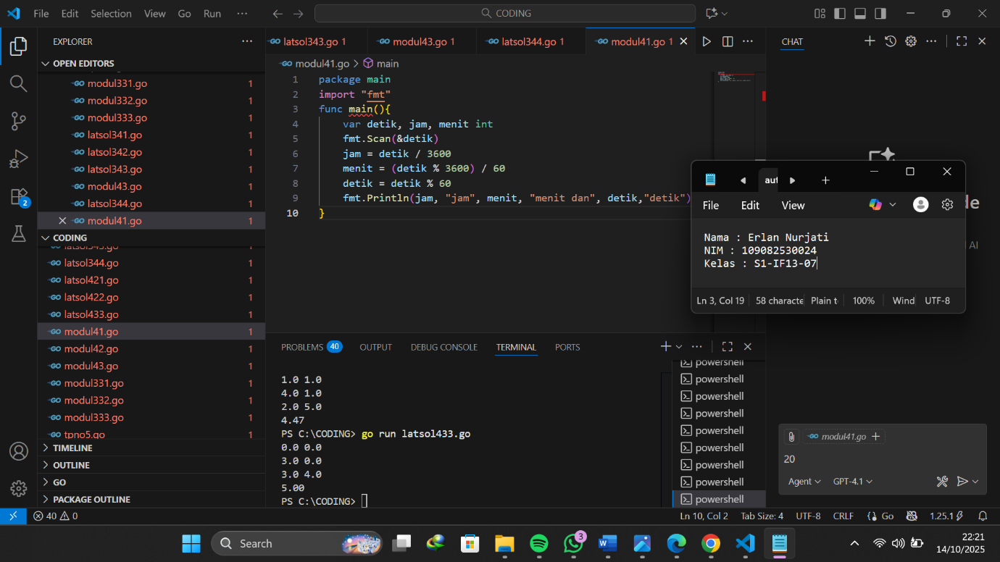 File Edit Selection View Go Run ··· CODING
EXPLORER
OPEN EDITORS
modul331.go 1
modul332.go 1
modul333.go 1
latsol341.go 1
latsol342.go 1
latsol343.go 1
modul43.go 1
latsol344.go 1
modul41.go 1
CODING
latsol343.go 1
latsol344.go 1
latsol421.go 1
latsol422.go 1
latsol433.go 1
modul41.go 1
modul42.go 1
modul43.go 1
modul331.go 1
modul332.go 1
modul333.go 1
tpno5.go 1
TIMELINE
OUTLINE
GO
PACKAGE OUTLINE
2
latsol343.go 1 modul43.go 1 latsol344.go 1 modul41.go 1
modul41.go > main
1 package main
2 import "fmt"
3 func main(){
4 var detik, jam, menit int
5 fmt.Scan(&detik)
6 jam = detik / 3600
7 menit = (detik % 3600) / 60
8 detik = detik % 60
9 fmt.Println(jam, "jam", menit, "menit dan", detik,"detik")
10 }
PROBLEMS 40 OUTPUT DEBUG CONSOLE TERMINAL PORTS
1.0 1.0
4.0 1.0
2.0 5.0
4.47
PS C:\CODING> go run latsol433.go
0.0 0.0
3.0 0.0
3.0 4.0
5.00
PS C:\CODING>
powershell
powershell
powershell
powershell
powershell
powershell
powershell
powershell
powershell
CHAT
de
AI
aut
File Edit View
Nama : Erlan Nurjati
NIM : 109082530024
Kelas : S1-IF13-07
Ln 3, Col 19 58 characte Plain t 100% Wind UTF-8
modul41.go +
20
Agent GPT-4.1
40 0 Ln 10, Col 2 Tab Size: 4 UTF-8 CRLF Go 1.25.1
Search 3 22:21
14/10/2025